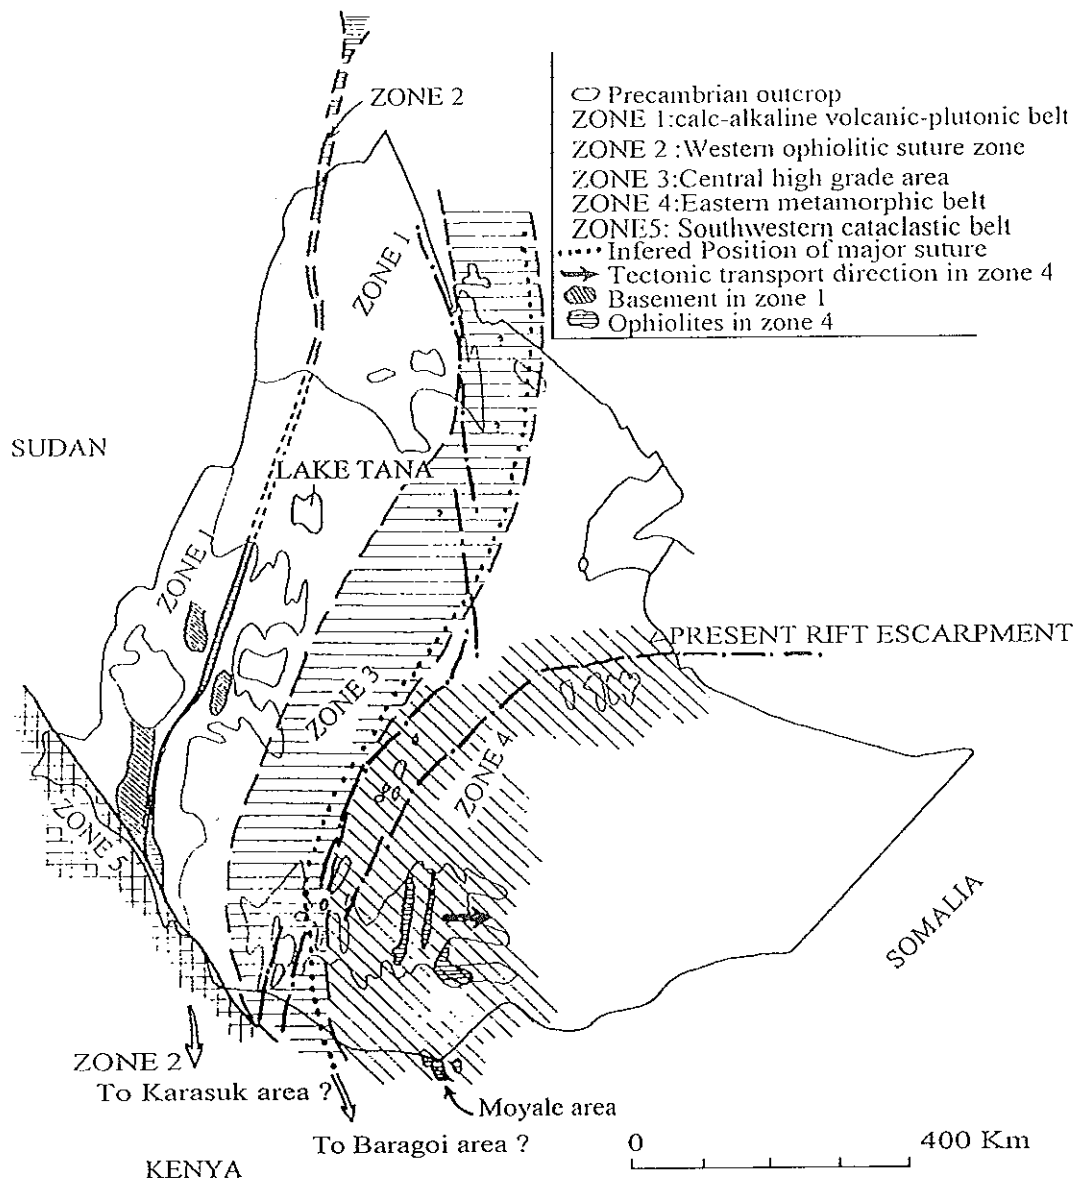 ZONE 2
Precambrian outcrop
ZONE 1:calc-alkaline volcanic-plutonic belt
ZONE 2 :Western ophiolitic suture zone
ZONE 3:Central high grade area
ZONE 4:Eastern metamorphic belt
ZONE5: Southwestern cataclastic belt
Infered Position of major suture
Tectonic transport direction in zone 4
Basement in zone 1
Ophiolites in zone 4
ZONE 1
SUDAN
LAKE TANA
ZONE 1
PRESENT RIFT ESCARPMENT
ZONE 3
ZONE 4
ZONE 5
SOMALIA
ZONE 2
To Karasuk area ?
Moyale area
To Baragoi area ?
0 400 Km
KENYA